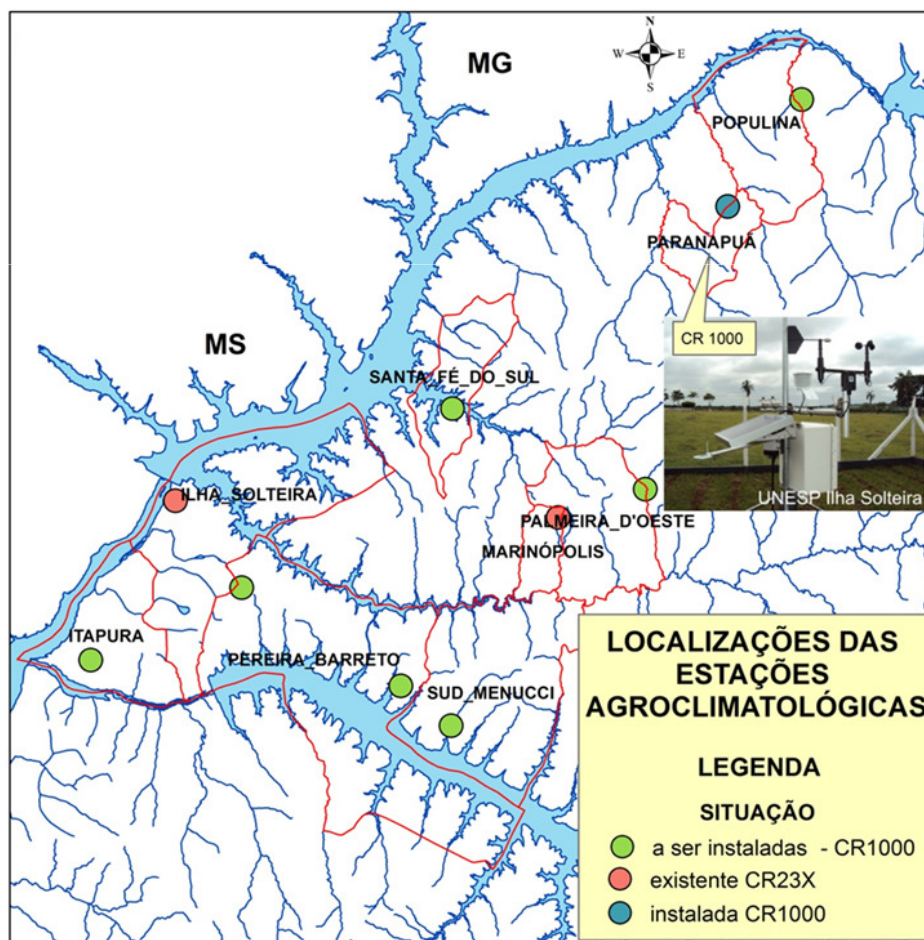 N
W
E
S
MG
POPULINA
PARANAPUÃ
CR 1000
MS
SANTA_FÉ_DO_SUL
UNESP Ilha Solteira
ILHA_SOLTEIRA
PALMEIRA_D'OESTE
MARINÓPOLIS
ITAPURA
PEREIRA_BARRETO
SUD_MENUCCI
LOCALIZAÇÕES DAS
ESTAÇÕES
AGROCLIMATOLÓGICAS
LEGENDA
SITUAÇÃO
a ser instaladas - CR1000
existente CR23X
instalada CR1000